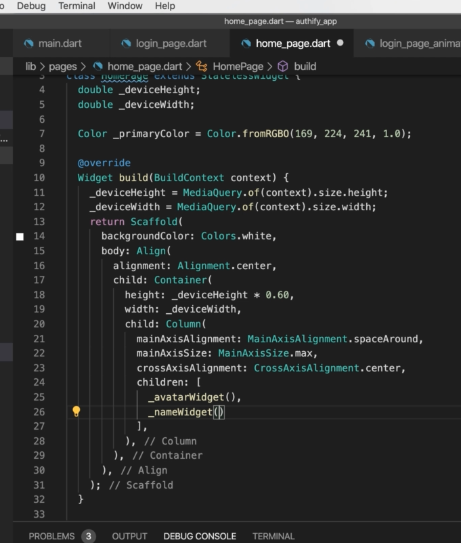 o Debug Terminal Window Help
home_page.dart — authify_app
main.dart login_page.dart home_page.dart ● login_page_anima
lib > pages > home_page.dart > HomePage > build
3 class HomePage extends StatelessWidget {
4 double _deviceHeight;
5 double _deviceWidth;
6
7 Color _primaryColor = Color.fromRGBO(169, 224, 241, 1.0);
8
9 @override
10 Widget build(BuildContext context) {
11 _deviceHeight = MediaQuery.of(context).size.height;
12 _deviceWidth = MediaQuery.of(context).size.width;
13 return Scaffold(
14 backgroundColor: Colors.white,
15 body: Align(
16 alignment: Alignment.center,
17 child: Container(
18 height: _deviceHeight * 0.60,
19 width: _deviceWidth,
20 child: Column(
21 mainAxisAlignment: MainAxisAlignment.spaceAround,
22 mainAxisSize: MainAxisSize.max,
23 crossAxisAlignment: CrossAxisAlignment.center,
24 children: [
25 _avatarWidget(),
26 _nameWidget()
27 ],
28 ), // Column
29 ), // Container
30 ), // Align
31 ); // Scaffold
32 }
33
PROBLEMS 3 OUTPUT DEBUG CONSOLE TERMINAL